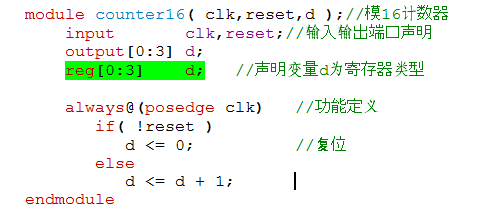 module counter16( clk,reset,d );//模16计数器
input clk,reset;//输入输出端口声明
output[0:3] d;
reg[0:3] d; //声明变量d为寄存器类型
always@(posedge clk) //功能定义
if( !reset )
d <= 0; //复位
else
d <= d + 1;
endmodule